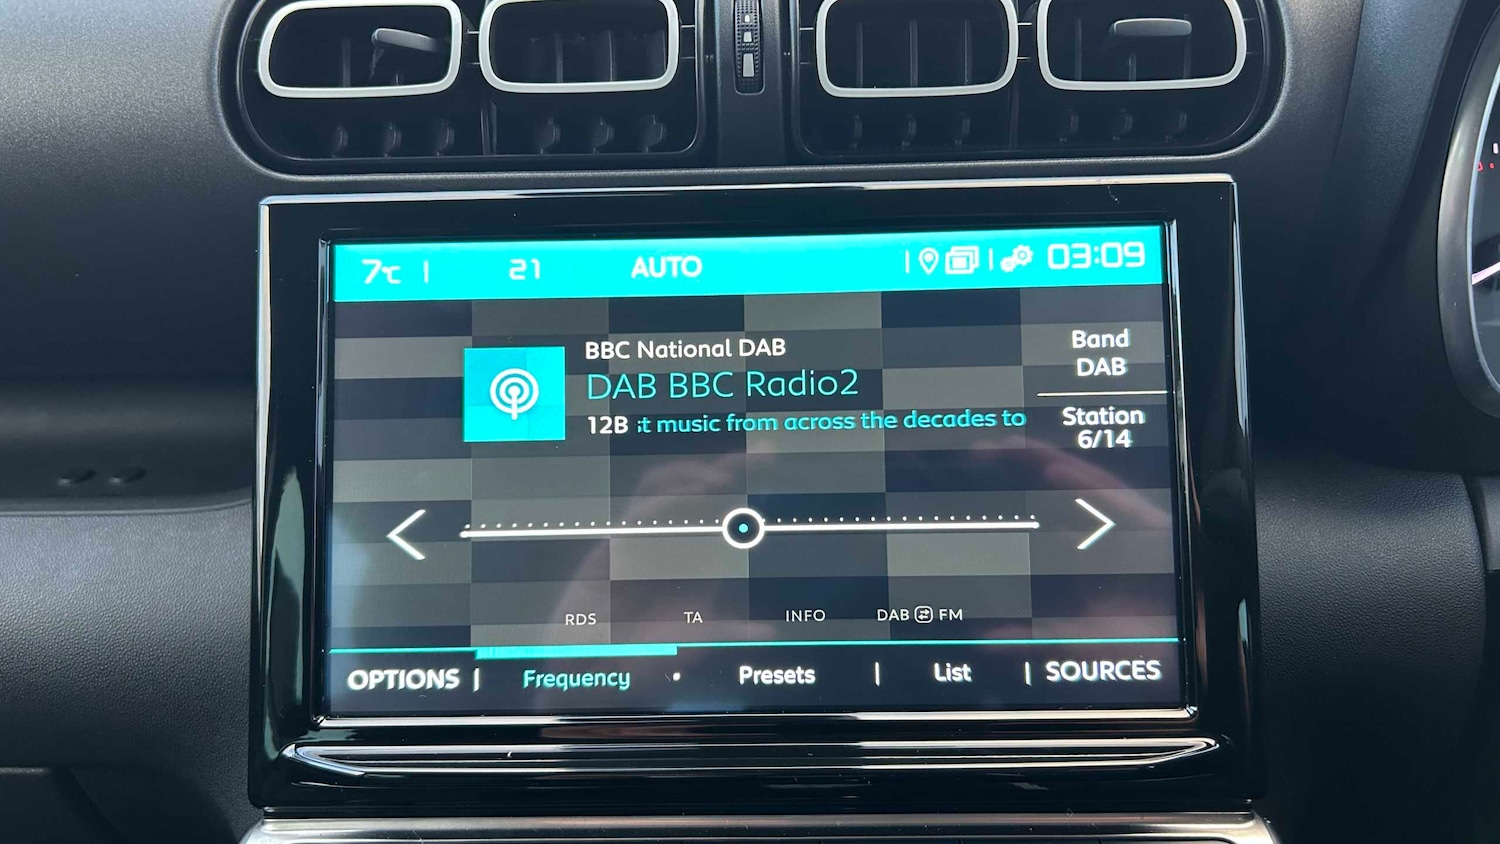 7℃ | 21 AUTO 03:09
BBC National DAB
DAB BBC Radio2
12B :t music from across the decades to
Band
DAB
Station
6/14
RDS TA INFO DAB FM
OPTIONS | Frequency Presets | List | SOURCES